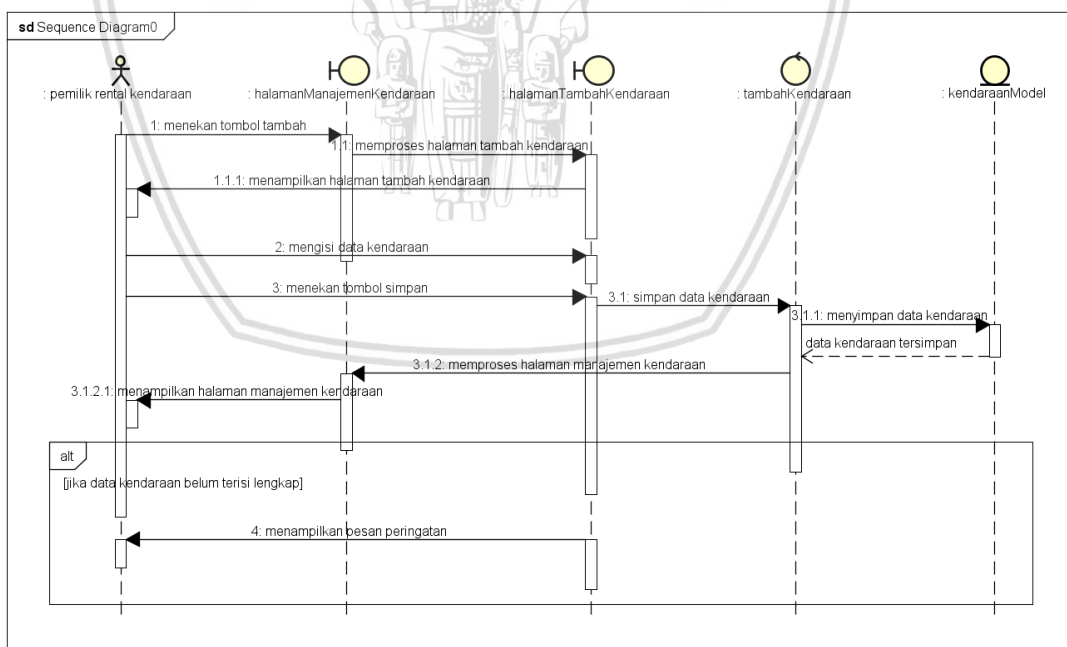 sd Sequence Diagram0
: pemilik rental kendaraan
: halamanManajemenKendaraan
: halamanTambahKendaraan
: tambahKendaraan
: kendaraanModel
1: menekan tombol tambah
1.1: memproses halaman tambah kendaraan
1.1.1: menampilkan halaman tambah kendaraan
2: mengisi data kendaraan
3: menekan tombol simpan
3.1: simpan data kendaraan
3.1.1: menyimpan data kendaraan
data kendaraan tersimpan
3.1.2: memproses halaman manajemen kendaraan
3.1.2.1: menampilkan halaman manajemen kendaraan
alt
[jika data kendaraan belum terisi lengkap]
4: menampilkan pesan peringatan